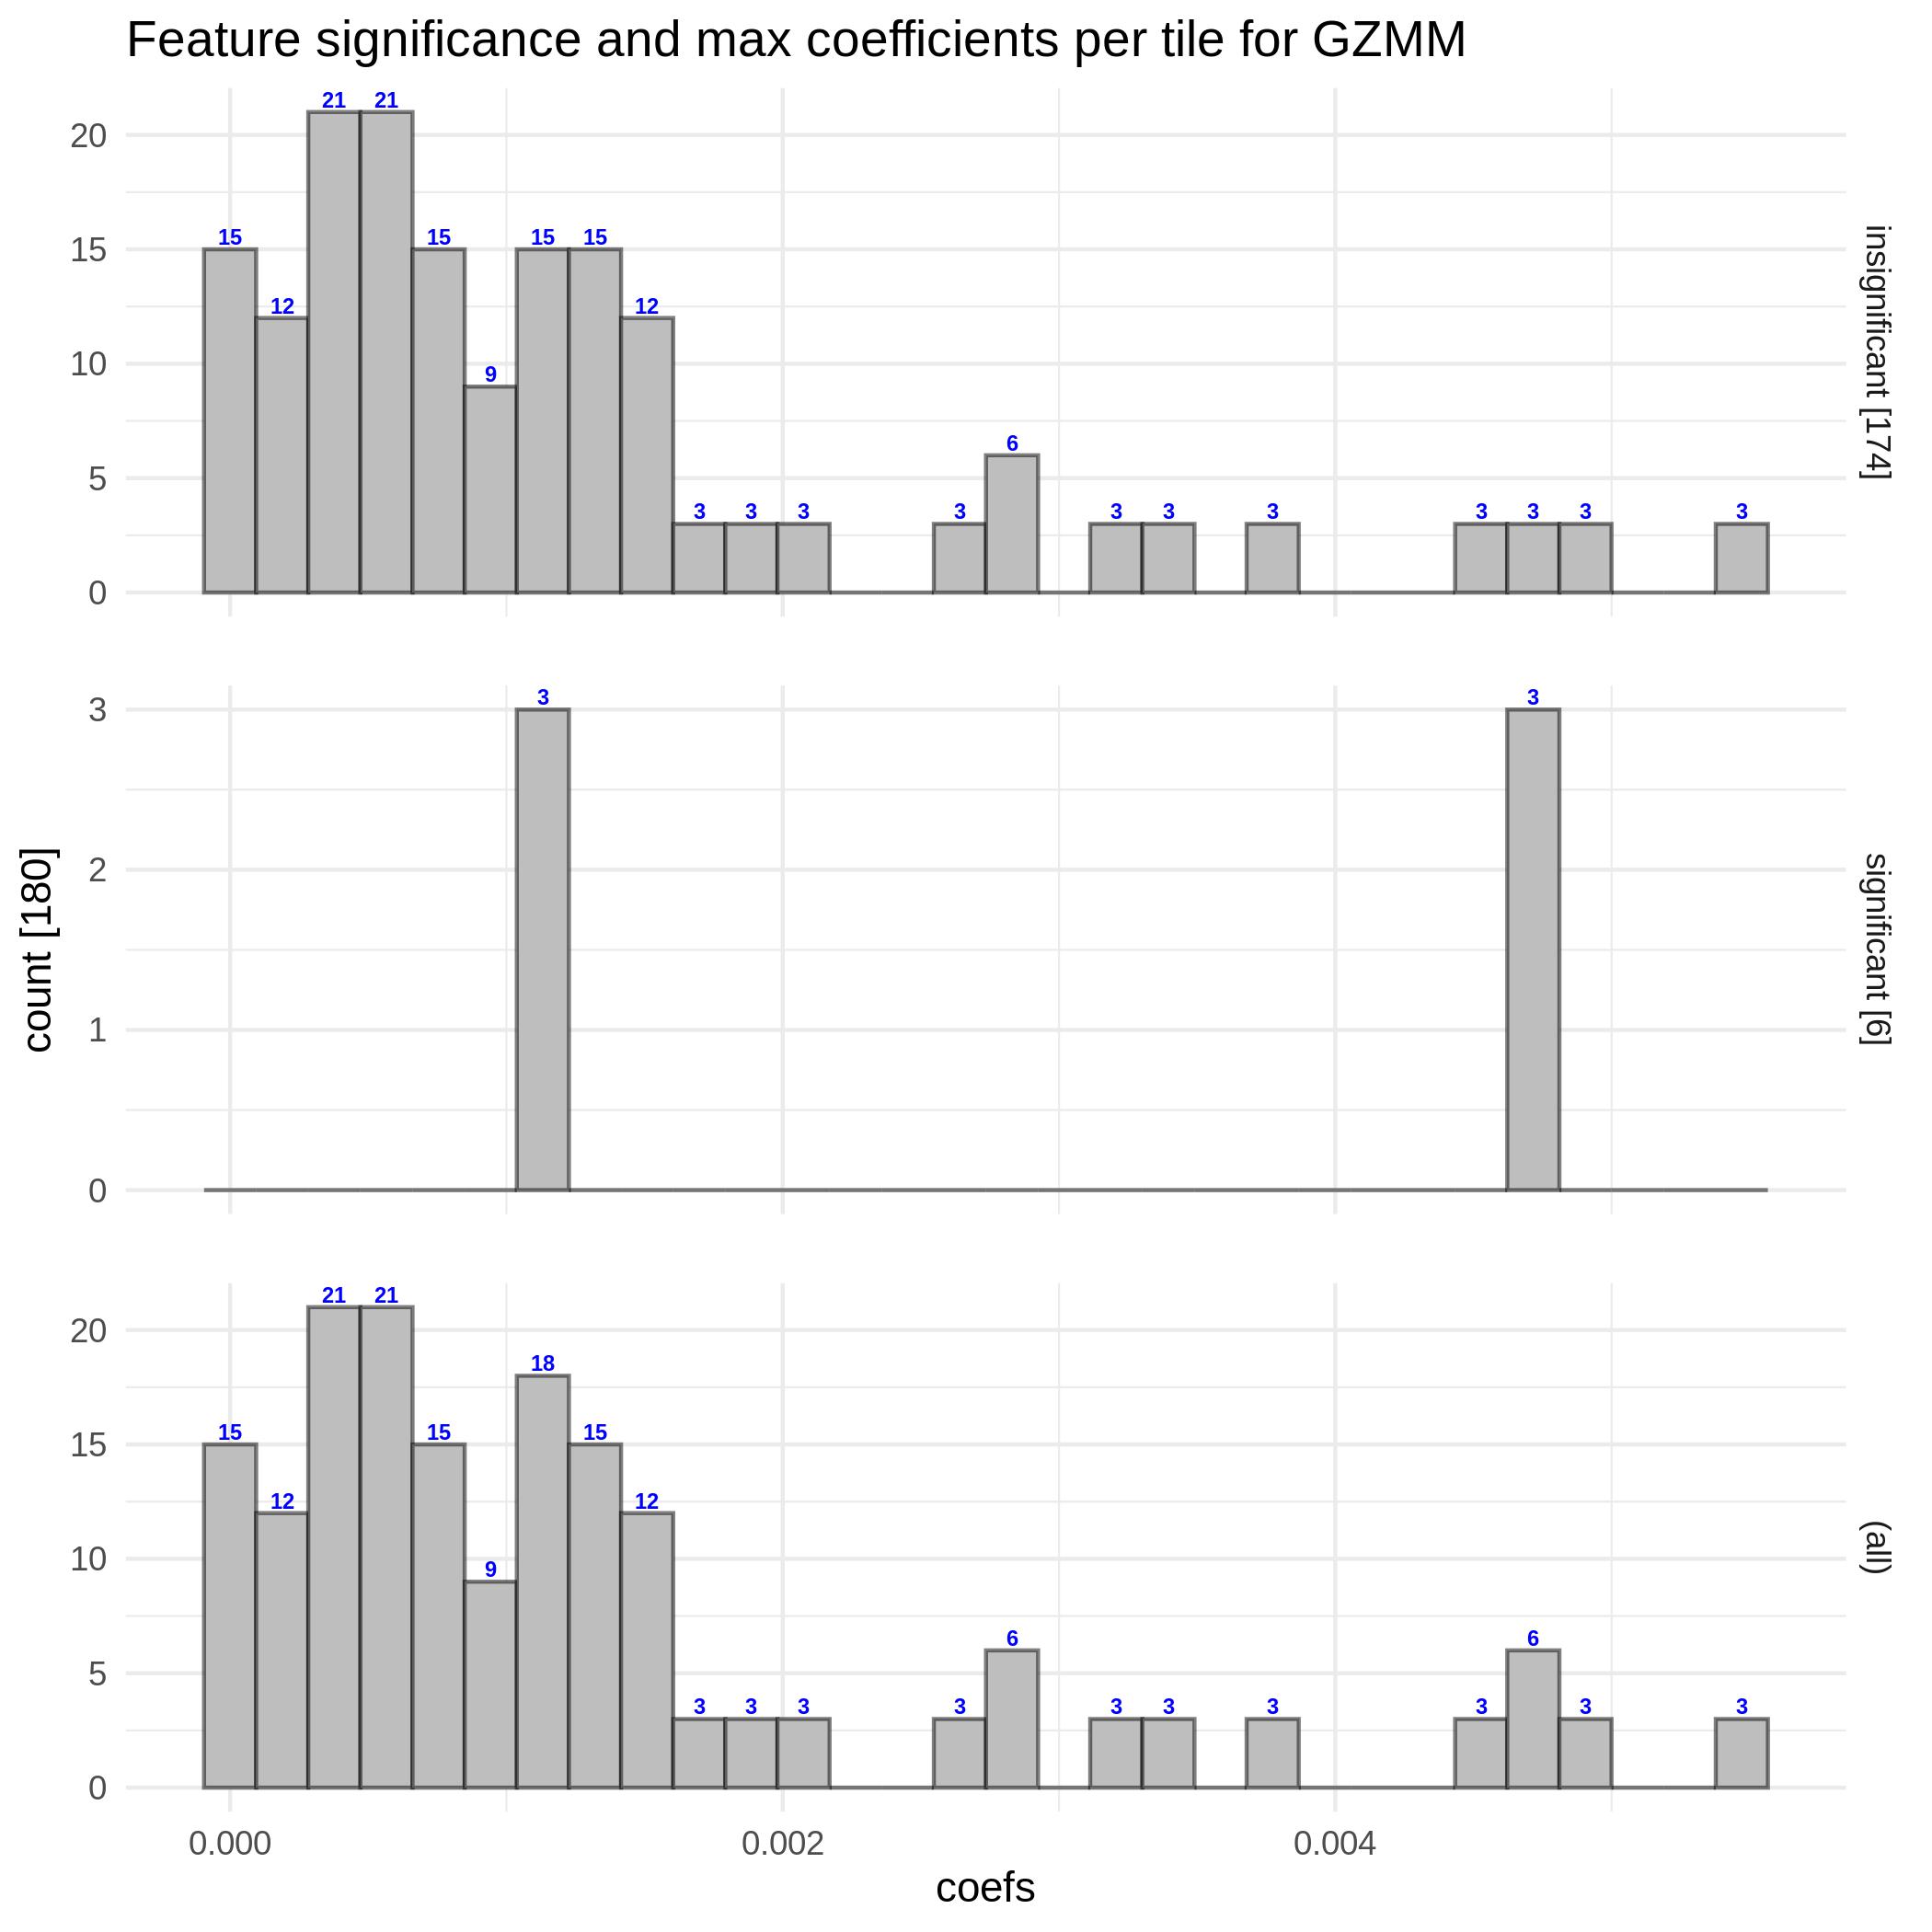 Feature significance and max coefficients per tile for GZMM
21 21
20
15 15 15 15
15
12 12
10
9
6
5
3 3 3 3 3 3 3 3 3 3 3
0
insignificant [174]
count [180]
3 3
3
2
1
0
significant [6]
21 21
20
18
15 15 15
15
12 12
10
9
6 6
5
3 3 3 3 3 3 3 3 3 3
0
(all)
0.000 0.002 0.004
coefs